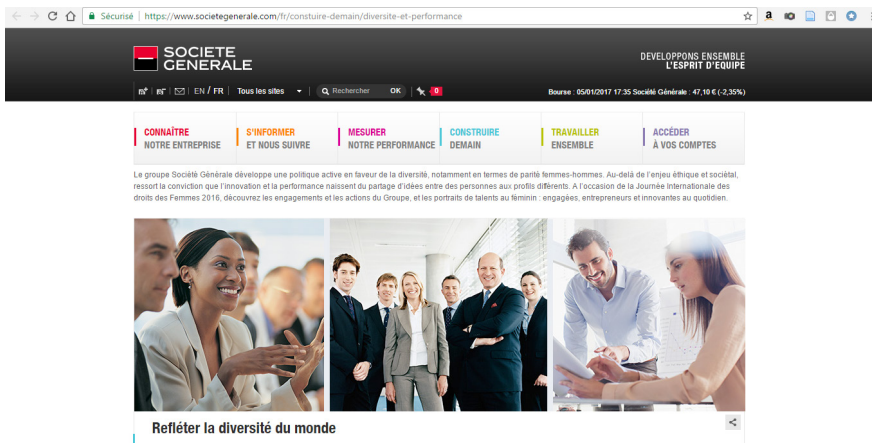 Sécurisé | https://www.societegenerale.com/fr/constuire-demain/diversite-et-performance
SOCIETE
GENERALE
DEVELOPPONS ENSEMBLE
L'ESPRIT D'EQUIPE
EN / FR | Tous les sites
Rechercher OK
0
Bourse : 05/01/2017 17:35 Société Générale : 47,10 € (-2,35%)
CONNAÎTRE
NOTRE ENTREPRISE
S'INFORMER
ET NOUS SUIVRE
MESURER
NOTRE PERFORMANCE
CONSTRUIRE
DEMAIN
TRAVAILLER
ENSEMBLE
ACCÉDER
À VOS COMPTES
Le groupe Société Générale développe une politique active en faveur de la diversité, notamment en termes de parité femmes-hommes. Au-delà de l'enjeu éthique et sociétal,
ressort la conviction que l'innovation et la performance naissent du partage d'idées entre des personnes aux profils différents. A l'occasion de la Journée Internationale des
droits des Femmes 2016, découvrez les engagements et les actions du Groupe, et les portraits de talents au féminin : engagées, entrepreneurs et innovantes au quotidien.
Refléter la diversité du monde